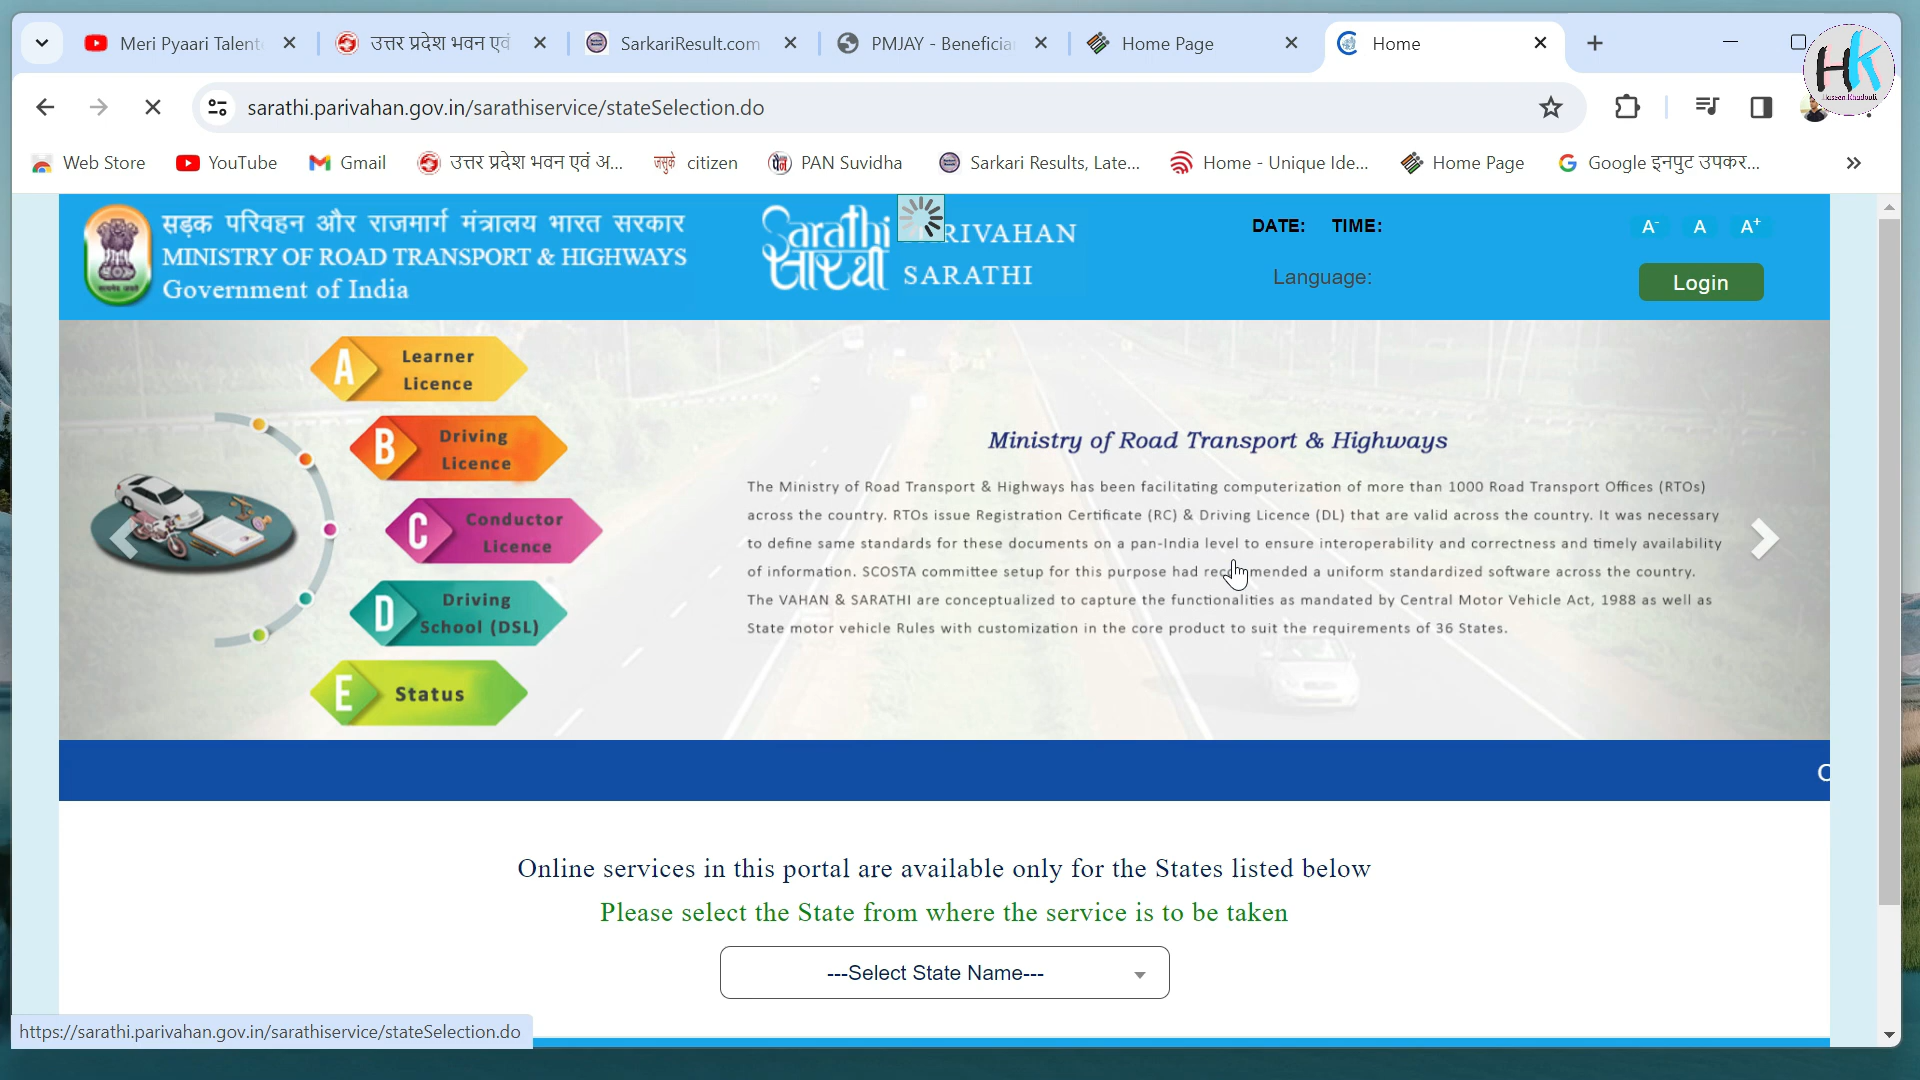 Meri Pyaari Talent
उत्तर प्रदेश भवन एवं
SarkariResult.com
PMJAY - Beneficia
Home Page
Home
sarathi.parivahan.gov.in/sarathiservice/stateSelection.do
HK
Web Store
YouTube
Gmail
उत्तर प्रदेश भवन एवं अ...
citizen
PAN Suvidha
Sarkari Results, Late...
Home - Unique Ide...
Home Page
Google इनपुट उपकर...
सड़क परिवहन और राजमार्ग मंत्रालय भारत सरकार
MINISTRY OF ROAD TRANSPORT & HIGHWAYS
Government of India
Sarathi
सारथी
RIVAHAN
SARATHI
DATE: TIME:
Language:
A- A A+
Login
A Learner
Licence
B Driving
Licence
C Conductor
Licence
D Driving
School (DSL)
E Status
Ministry of Road Transport & Highways
The Ministry of Road Transport & Highways has been facilitating computerization of more than 1000 Road Transport Offices (RTOs)
across the country. RTOs issue Registration Certificate (RC) & Driving Licence (DL) that are valid across the country. It was necessary
to define same standards for these documents on a pan-India level to ensure interoperability and correctness and timely availability
of information. SCOSTA committee setup for this purpose had recommended a uniform standardized software across the country.
The VAHAN & SARATHI are conceptualized to capture the functionalities as mandated by Central Motor Vehicle Act, 1988 as well as
State motor vehicle Rules with customization in the core product to suit the requirements of 36 States.
Online services in this portal are available only for the States listed below
Please select the State from where the service is to be taken
---Select State Name---
https://sarathi.parivahan.gov.in/sarathiservice/stateSelection.do